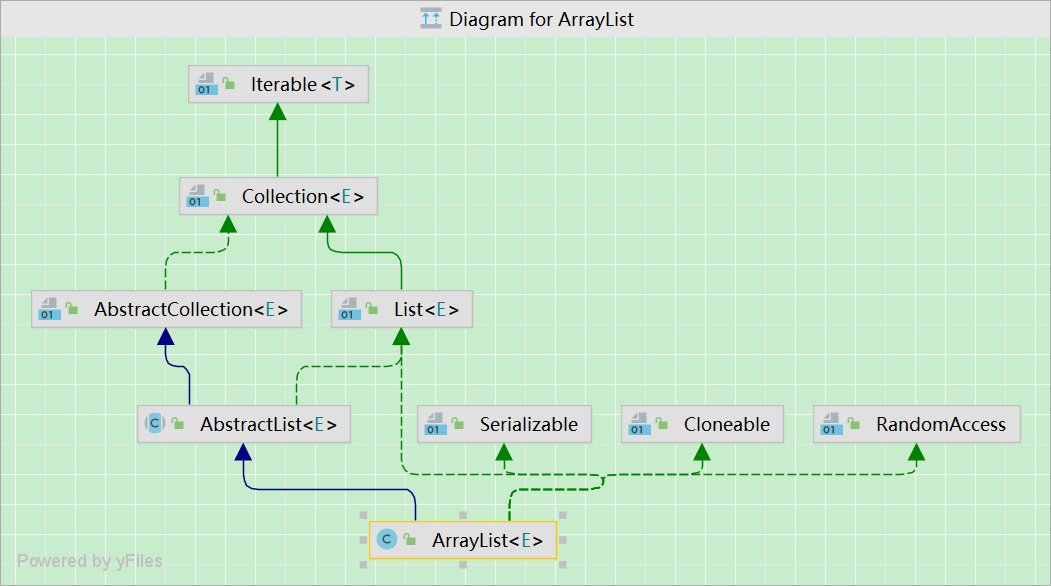 Diagram for ArrayList
01 Iterable<T>
01 Collection<E>
01 AbstractCollection<E>
01 List<E>
C AbstractList<E>
01 Serializable
01 Cloneable
01 RandomAccess
C ArrayList<E>
Powered by yFiles